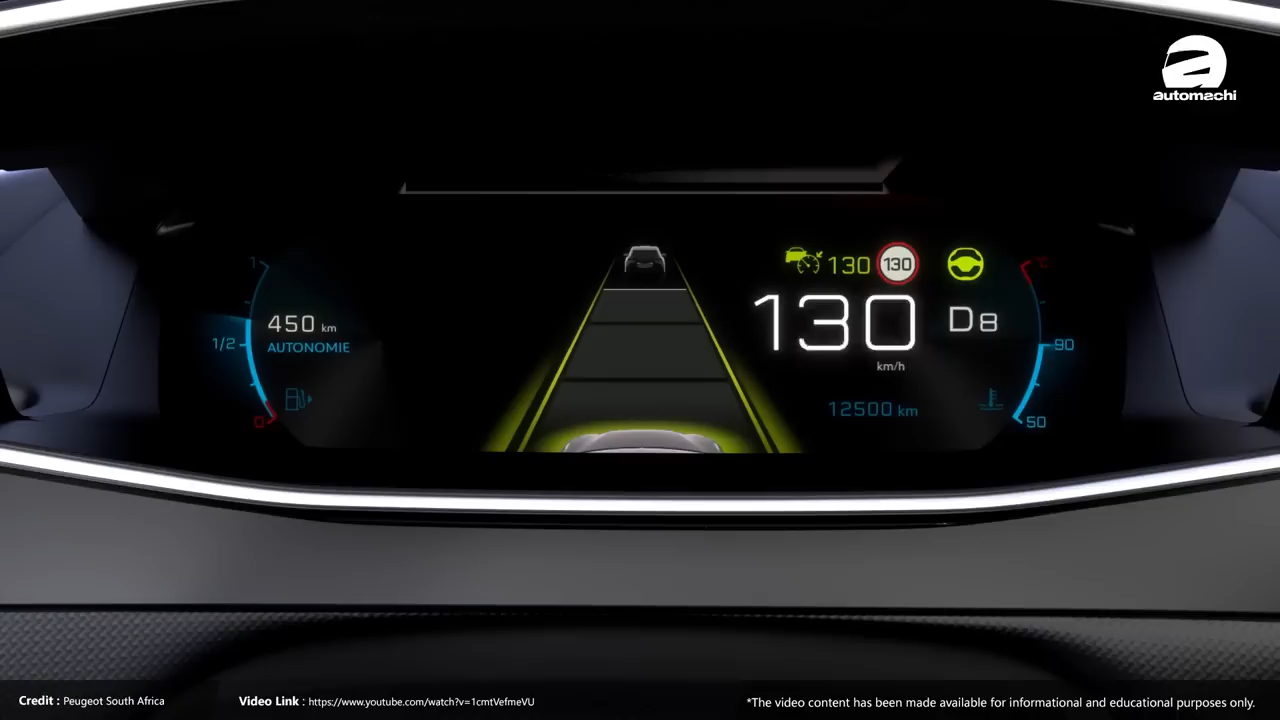 automachi
1
130
130
130
D8
450 km
1/2
AUTONOMIE
90
km/h
12500 km
0
50
Credit : Peugeot South Africa
Video Link : https://www.youtube.com/watch?v=1cmtVefmeVU
*The video content has been made available for informational and educational purposes only.